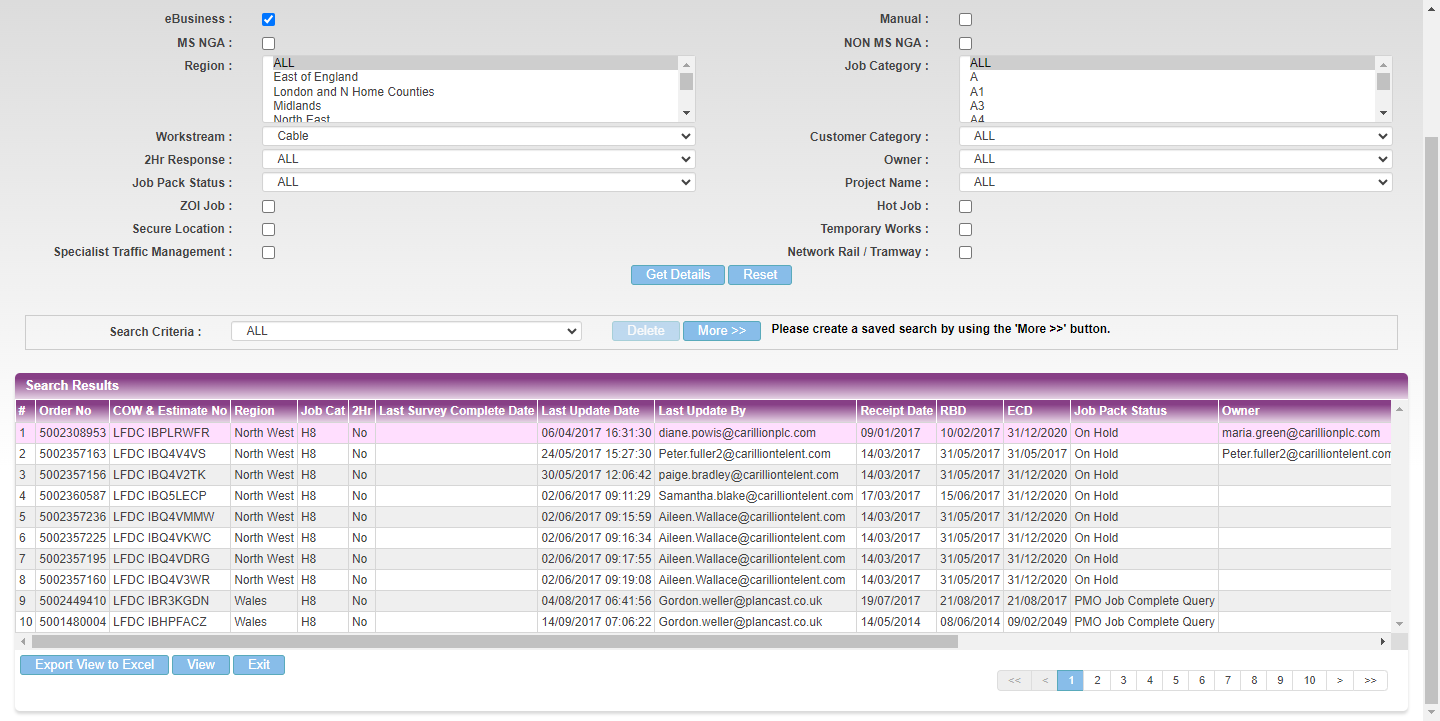 eBusiness : Manual :
MS NGA : NON MS NGA :
Region : ALL Job Category : ALL
East of England A
London and N Home Counties A1
Midlands A3
North East A4
Workstream : Cable Customer Category : ALL
2Hr Response : ALL Owner : ALL
Job Pack Status : ALL Project Name : ALL
ZOI Job : Hot Job :
Secure Location : Temporary Works :
Specialist Traffic Management : Network Rail / Tramway :
Get Details Reset
Search Criteria : ALL Delete More >> Please create a saved search by using the 'More >>' button.
Search Results
# Order No COW & Estimate No Region Job Cat 2Hr Last Survey Complete Date Last Update Date Last Update By Receipt Date RBD ECD Job Pack Status Owner
1 5002308953 LFDC IBPLRWFR North West H8 No 06/04/2017 16:31:30 diane.powis@carillionplc.com 09/01/2017 10/02/2017 31/12/2020 On Hold maria.green@carillionplc.com
2 5002357163 LFDC IBQ4V4VS North West H8 No 24/05/2017 15:27:30 Peter.fuller2@carilliontelent.com 14/03/2017 31/05/2017 31/05/2017 On Hold Peter.fuller2@carilliontelent.com
3 5002357156 LFDC IBQ4V2TK North West H8 No 30/05/2017 12:06:42 paige.bradley@carilliontelent.com 14/03/2017 31/05/2017 31/12/2020 On Hold
4 5002360587 LFDC IBQ5LECP North West H8 No 02/06/2017 09:11:29 Samantha.blake@carilliontelent.com 17/03/2017 15/06/2017 31/12/2020 On Hold
5 5002357236 LFDC IBQ4VMMW North West H8 No 02/06/2017 09:15:59 Aileen.Wallace@carilliontelent.com 14/03/2017 31/05/2017 31/12/2020 On Hold
6 5002357225 LFDC IBQ4VKWC North West H8 No 02/06/2017 09:16:34 Aileen.Wallace@carilliontelent.com 14/03/2017 31/05/2017 31/12/2020 On Hold
7 5002357195 LFDC IBQ4VDRG North West H8 No 02/06/2017 09:17:55 Aileen.Wallace@carilliontelent.com 14/03/2017 31/05/2017 31/12/2020 On Hold
8 5002357160 LFDC IBQ4V3WR North West H8 No 02/06/2017 09:19:08 Aileen.Wallace@carilliontelent.com 14/03/2017 31/05/2017 31/12/2020 On Hold
9 5002449410 LFDC IBR3KGDN Wales H8 No 04/08/2017 06:41:56 Gordon.weller@plancast.co.uk 19/07/2017 21/08/2017 21/08/2017 PMO Job Complete Query
10 5001480004 LFDC IBHPFACZ Wales H8 No 14/09/2017 07:06:22 Gordon.weller@plancast.co.uk 14/05/2014 08/06/2014 09/02/2049 PMO Job Complete Query
Export View to Excel View Exit
<< < 1 2 3 4 5 6 7 8 9 10 > >>